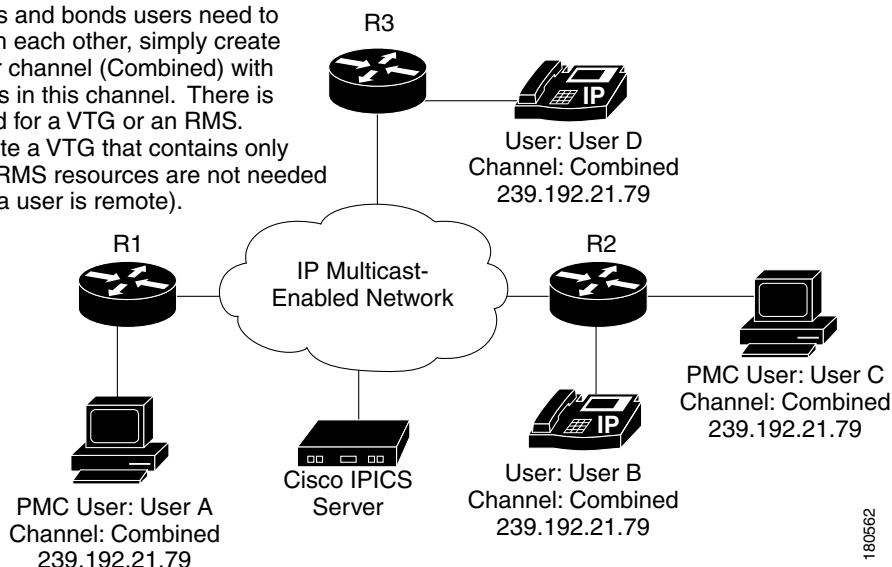 s and bonds users need to
n each other, simply create
r channel (Combined) with
s in this channel. There is
d for a VTG or an RMS.
te a VTG that contains only
RMS resources are not needed
a user is remote).
R3
IP
User: User D
Channel: Combined
239.192.21.79
R1
R2
IP Multicast-
Enabled Network
PMC User: User C
Channel: Combined
239.192.21.79
IP
Cisco IPICS
Server
User: User B
Channel: Combined
239.192.21.79
PMC User: User A
Channel: Combined
239.192.21.79
180562